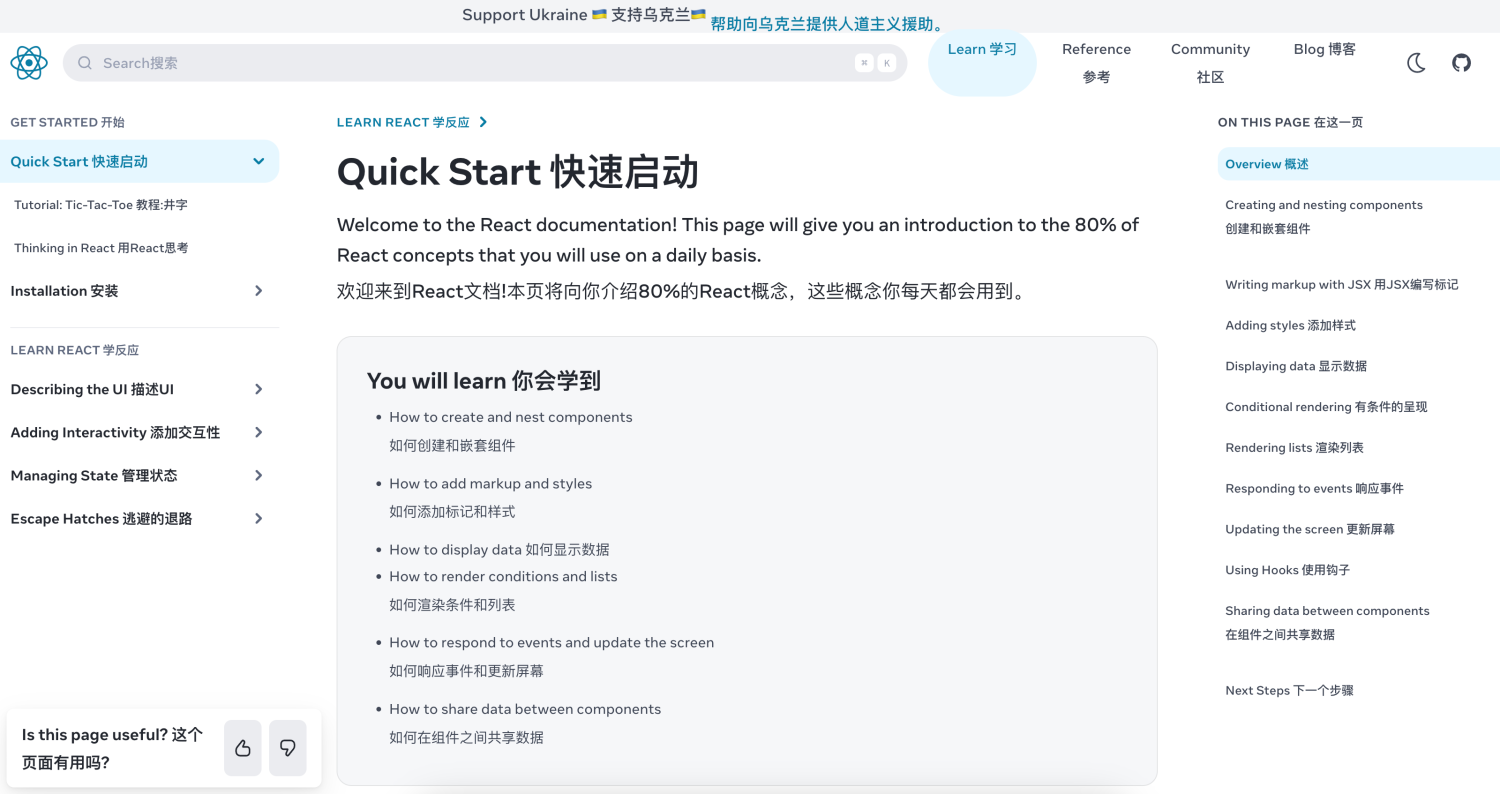 Support Ukraine 🇺🇦 支持乌克兰🇺🇦 帮助向乌克兰提供人道主义援助。
Search搜索
⌘ K
Learn 学习
Reference
参考
Community
社区
Blog 博客
GET STARTED 开始
Quick Start 快速启动
Tutorial: Tic-Tac-Toe 教程:井字
Thinking in React 用React思考
Installation 安装
LEARN REACT 学反应
Describing the UI 描述UI
Adding Interactivity 添加交互性
Managing State 管理状态
Escape Hatches 逃避的退路
Is this page useful? 这个
页面有用吗?
LEARN REACT 学反应
Quick Start 快速启动
Welcome to the React documentation! This page will give you an introduction to the 80% of
React concepts that you will use on a daily basis.
欢迎来到React文档!本页将向你介绍80%的React概念，这些概念你每天都会用到。
You will learn 你会学到
• How to create and nest components
如何创建和嵌套组件
• How to add markup and styles
如何添加标记和样式
• How to display data 如何显示数据
• How to render conditions and lists
如何渲染条件和列表
• How to respond to events and update the screen
如何响应事件和更新屏幕
• How to share data between components
如何在组件之间共享数据
ON THIS PAGE 在这一页
Overview 概述
Creating and nesting components
创建和嵌套组件
Writing markup with JSX 用JSX编写标记
Adding styles 添加样式
Displaying data 显示数据
Conditional rendering 有条件的呈现
Rendering lists 渲染列表
Responding to events 响应事件
Updating the screen 更新屏幕
Using Hooks 使用钩子
Sharing data between components
在组件之间共享数据
Next Steps 下一个步骤